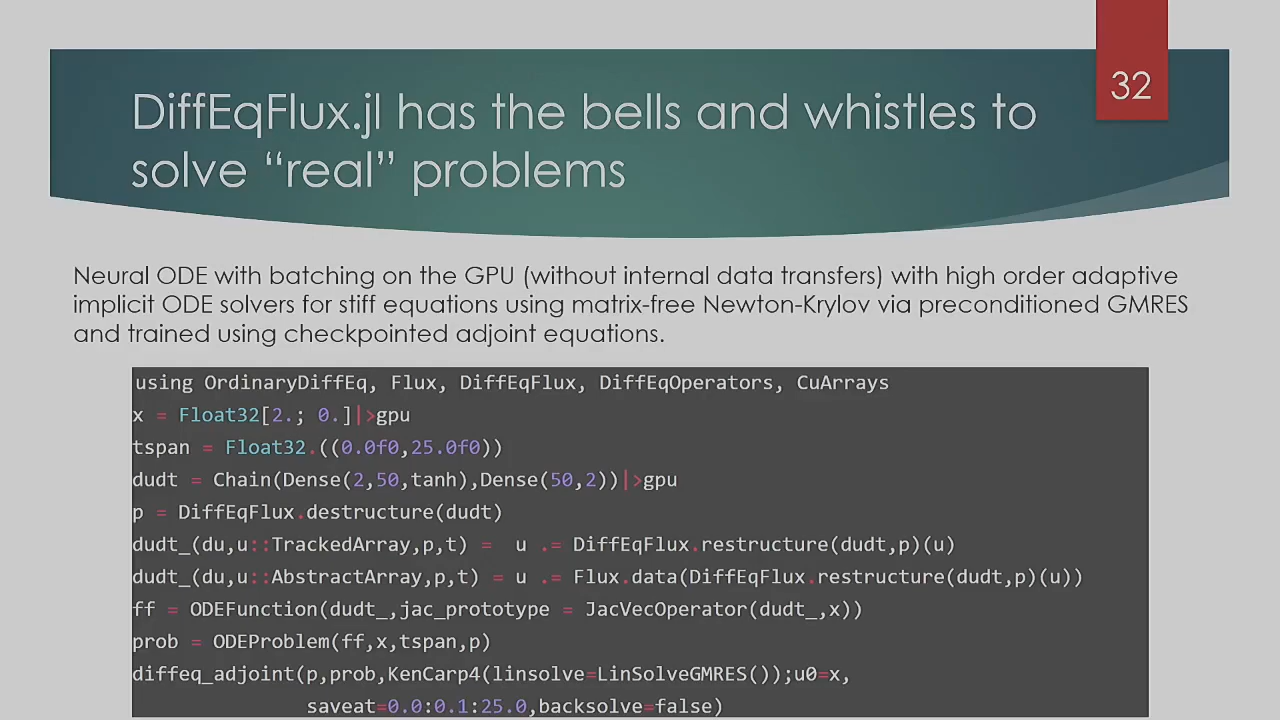 32
DiffEqFlux.jl has the bells and whistles to
solve “real” problems
Neural ODE with batching on the GPU (without internal data transfers) with high order adaptive
implicit ODE solvers for stiff equations using matrix-free Newton-Krylov via preconditioned GMRES
and trained using checkpointed adjoint equations.
using OrdinaryDiffEq, Flux, DiffEqFlux, DiffEqOperators, CuArrays
x = Float32[2.; 0.]|>gpu
tspan = Float32.((0.0f0,25.0f0))
dudt = Chain(Dense(2,50,tanh),Dense(50,2))|>gpu
p = DiffEqFlux.destructure(dudt)
dudt_(du,u::TrackedArray,p,t) =  u .= DiffEqFlux.restructure(dudt,p)(u)
dudt_(du,u::AbstractArray,p,t) = u .= Flux.data(DiffEqFlux.restructure(dudt,p)(u))
ff = ODEFunction(dudt_,jac_prototype = JacVecOperator(dudt_,x))
prob = ODEProblem(ff,x,tspan,p)
diffeq_adjoint(p,prob,KenCarp4(linsolve=LinSolveGMRES());u0=x,
saveat=0.0:0.1:25.0,backsolve=false)